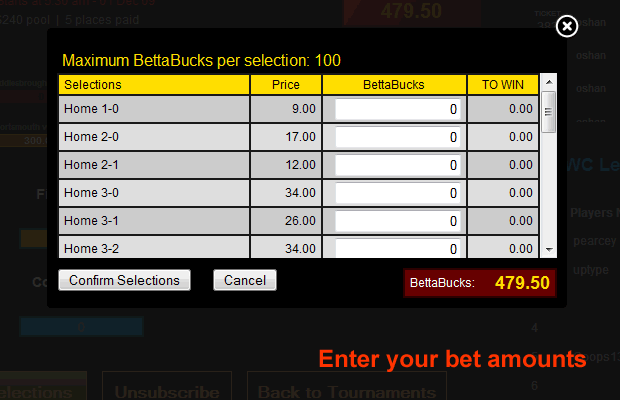 $240 pool | 5 places paid
479.50
TICKET
oshan
oshan
oshan
oshan
Maximum BettaBucks per selection: 100
Selections Price BettaBucks TO WIN
Home 1-0 9.00 0 0.00
Home 2-0 17.00 0 0.00
Home 2-1 12.00 0 0.00
Home 3-0 34.00 0 0.00
Home 3-1 26.00 0 0.00
Home 3-2 34.00 0 0.00
Confirm Selections Cancel BettaBucks: 479.50
WC Le
Players
pearcey
uptype
0
4
Enter your bet amounts
6
elections Unsubscribe Back to Tournaments